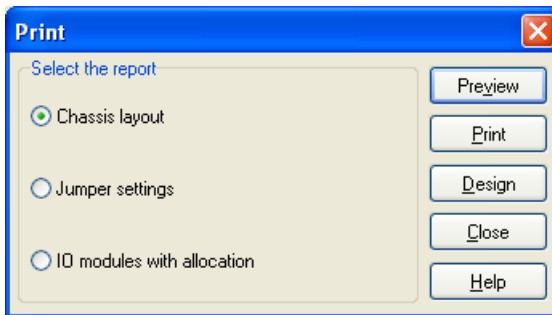 Print
Select the report
Chassis layout
Jumper settings
IO modules with allocation
Preview
Print
Design
Close
Help